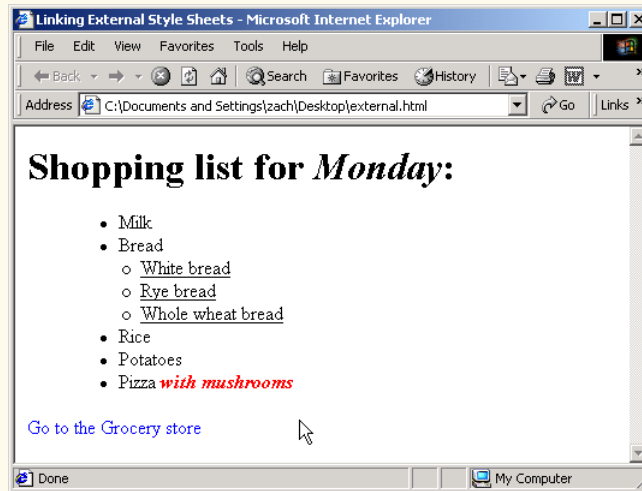 Linking External Style Sheets - Microsoft Internet Explorer
File Edit View Favorites Tools Help
Back Search Favorites History
Address C:\Documents and Settings\zach\Desktop\external.html Go Links
Shopping list for Monday:
Milk
Bread
White bread
Rye bread
Whole wheat bread
Rice
Potatoes
Pizza with mushrooms
Go to the Grocery store
Done My Computer